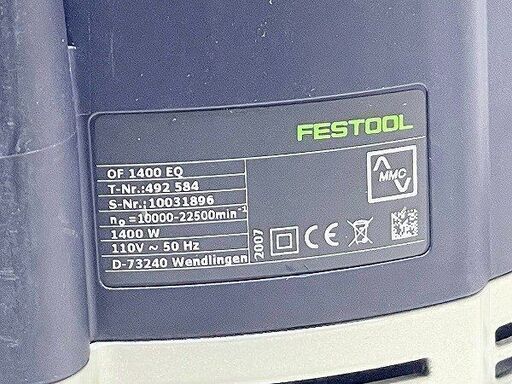 FESTOOL
OF 1400 EQ
T-Nr.:492 584
S-Nr.:10031896
n₀=10000-22500min⁻¹
1400 W
110V ~ 50 Hz
D-73240 Wendlingen
2007
CE
MMC